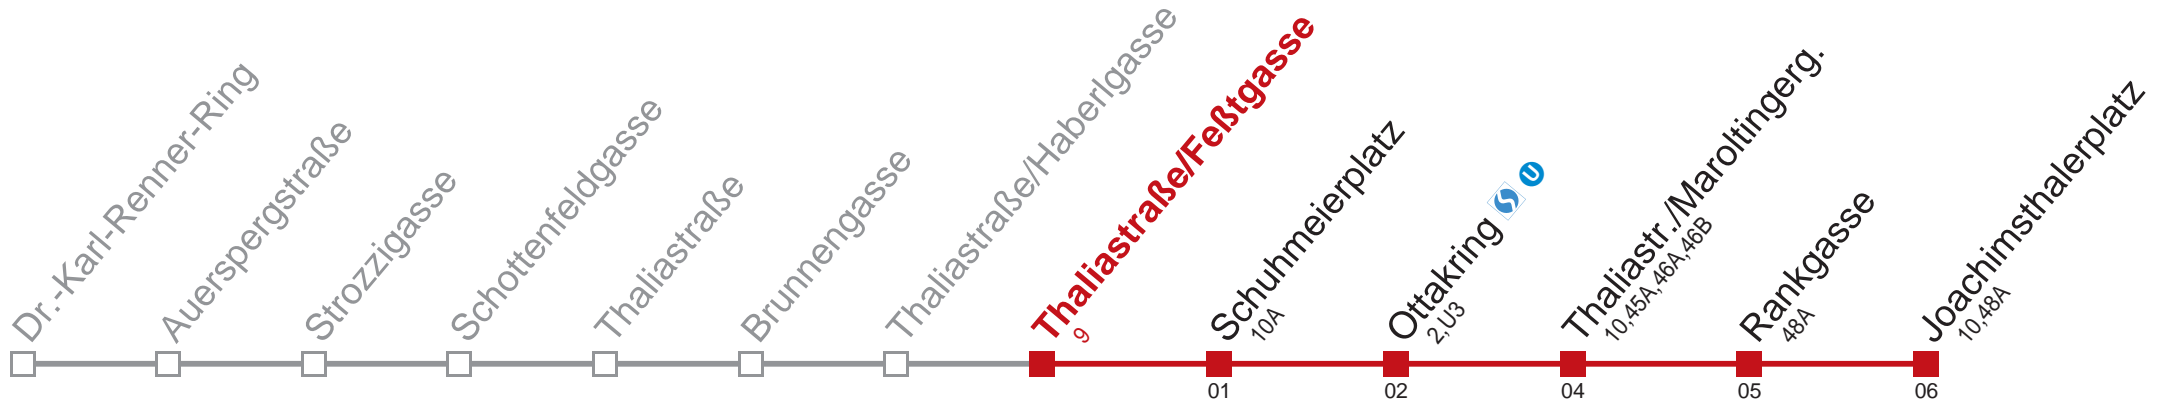 Dr.-Karl-Renner-Ring
Auerspergstraße
Strozzigasse
Schottenfeldgasse
Thaliastraße
Brunnengasse
Thaliastraße/Haberlgasse
Thaliastraße/Feßtgasse
9
Schuhmeierplatz
10A
01
Ottakring U
2,U3
02
Thaliastr./Maroltingerg.
10,45A,46A,46B
04
Rankgasse
48A
05
Joachimsthalerplatz
10,48A
06